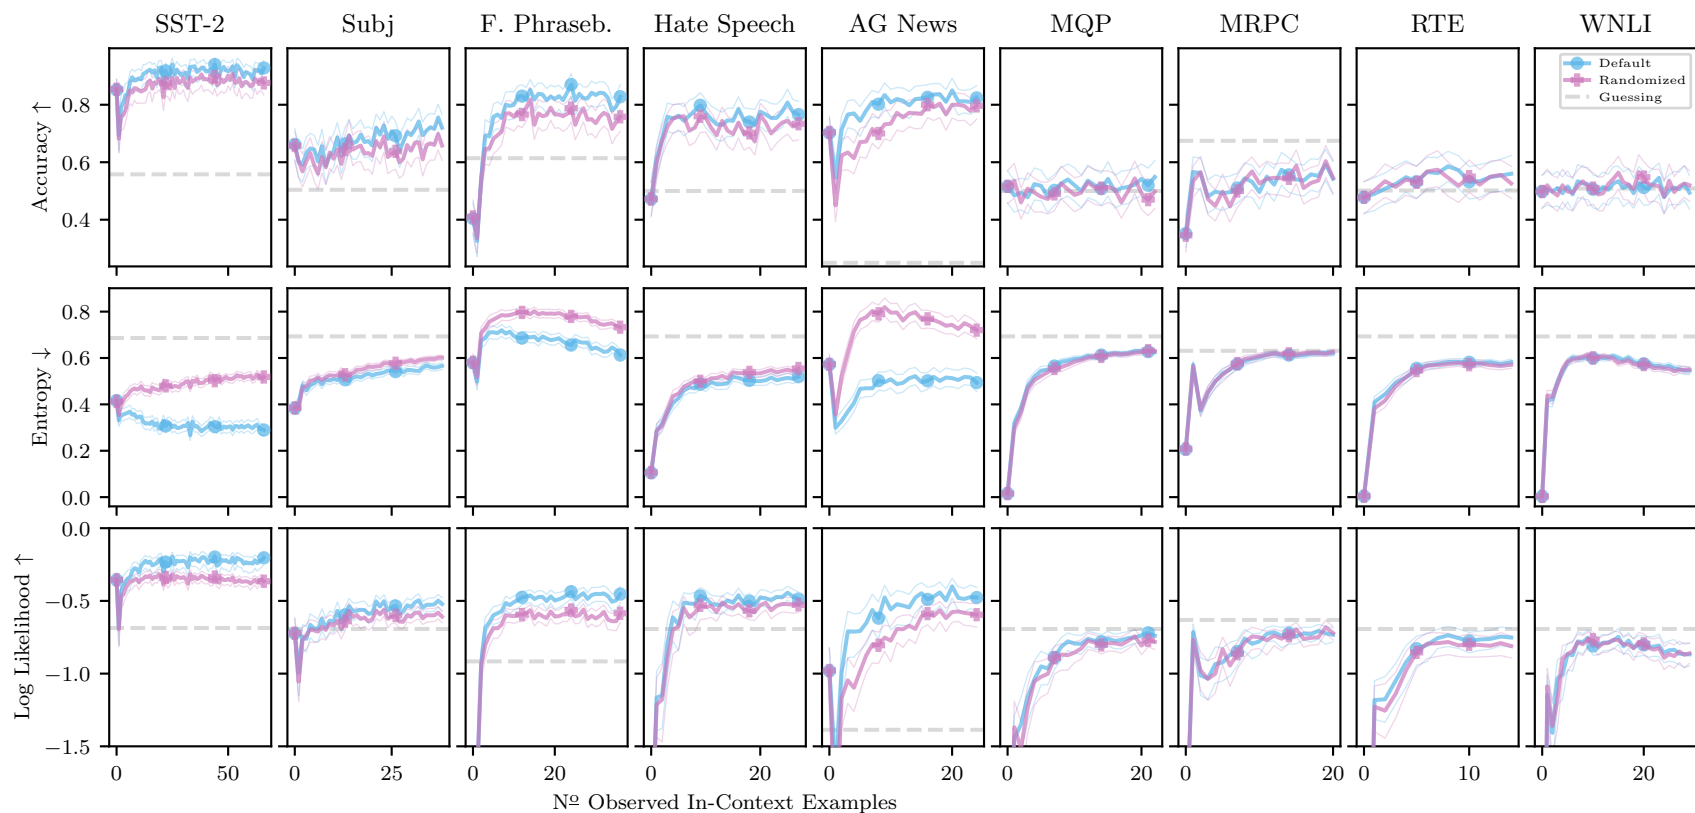 SST-2 Subj F. Phraseb. Hate Speech AG News MQP MRPC RTE WNLI
Accuracy ↑
0.8
0.6
0.4
Default
Randomized
Guessing
Entropy ↓
0.8
0.6
0.4
0.2
0.0
Log Likelihood ↑
0.0
−0.5
−1.0
−1.5
0 50 0 25 0 20 0 20 0 20 0 20 0 20 0 10 0 20
Nº Observed In-Context Examples